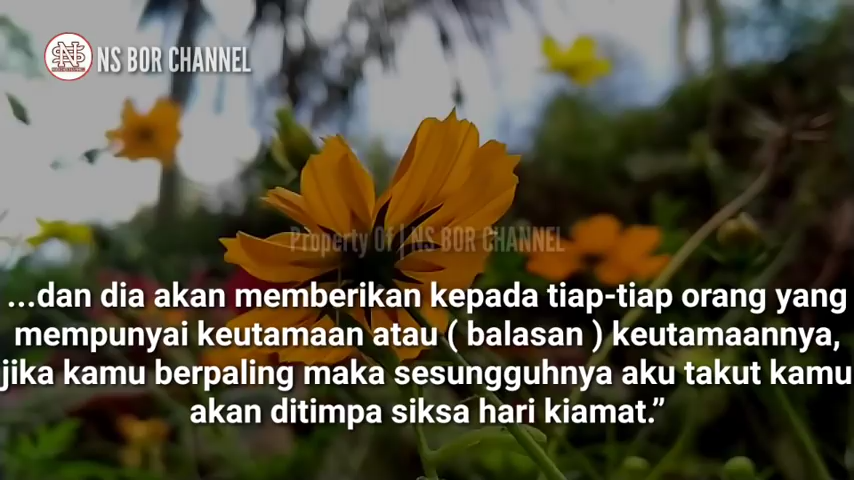 NS BOR CHANNEL
Property Of | NS BOR CHANNEL
...dan dia akan memberikan kepada tiap-tiap orang yang
mempunyai keutamaan atau ( balasan ) keutamaannya,
jika kamu berpaling maka sesungguhnya aku takut kamu
akan ditimpa siksa hari kiamat.”